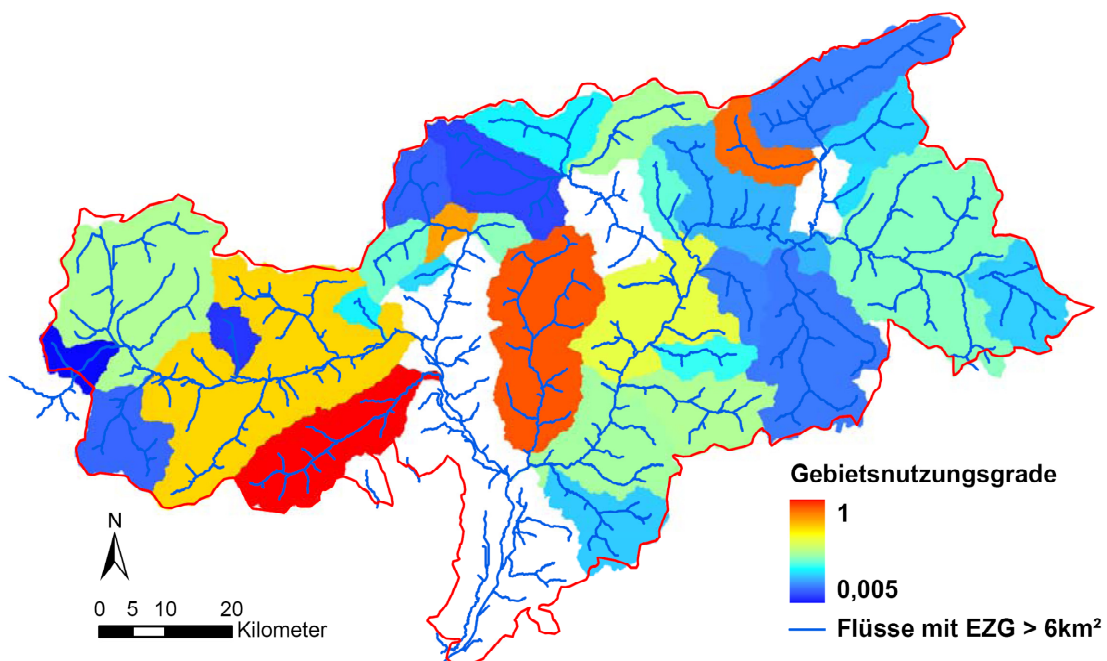 Gebietsnutzungsgrade
1
0,005
Flüsse mit EZG > 6km²
N
0 5 10 20
Kilometer